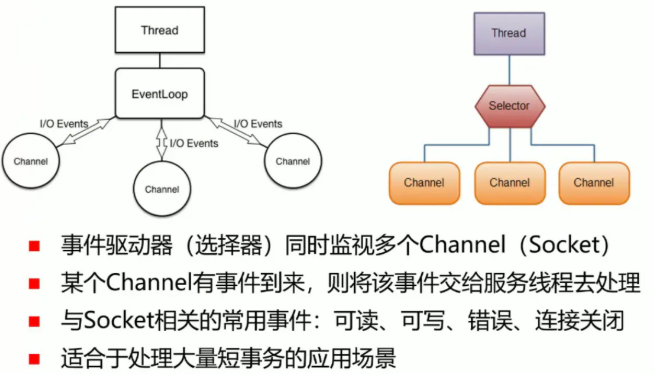 Thread
EventLoop
I/O Events
I/O Events
I/O Events
Channel
Channel
Channel
Thread
Selector
Channel
Channel
Channel
事件驱动器（选择器）同时监视多个Channel（Socket）
某个Channel有事件到来，则将该事件交给服务线程去处理
与Socket相关的常用事件：可读、可写、错误、连接关闭
适合于处理大量短事务的应用场景